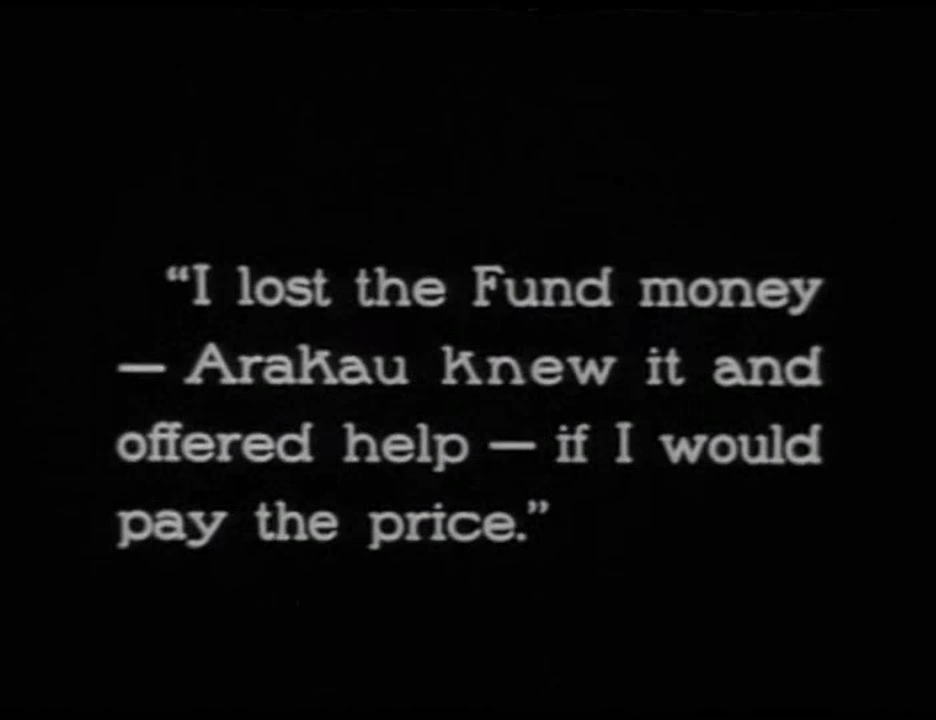 “I lost the Fund money
— Arakau knew it and
offered help — if I would
pay the price.”